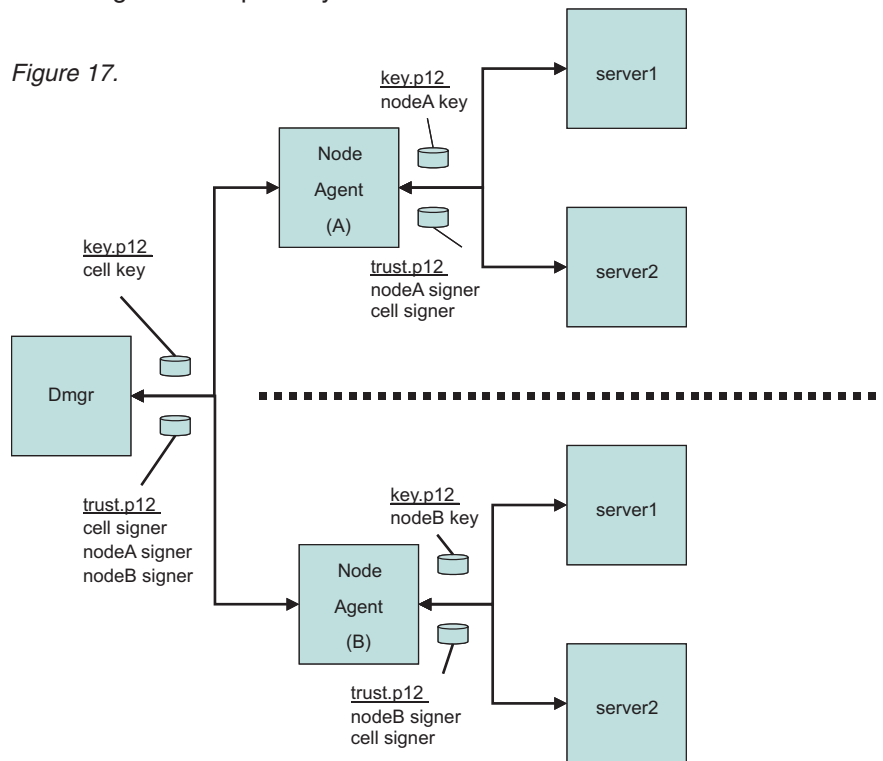 Figure 17.
key.p12
nodeA key
server1
Node
Agent
(A)
key.p12
cell key
trust.p12
nodeA signer
cell signer
server2
Dmgr
trust.p12
cell signer
nodeA signer
nodeB signer
key.p12
nodeB key
server1
Node
Agent
(B)
trust.p12
nodeB signer
cell signer
server2